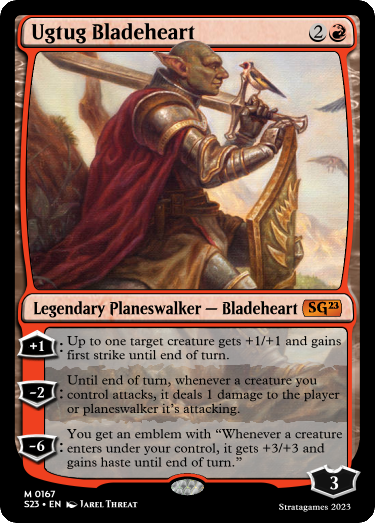 Ugtug Bladeheart 2
Legendary Planeswalker — Bladeheart SG23
+1: Up to one target creature gets +1/+1 and gains
first strike until end of turn.
Until end of turn, whenever a creature you
-2: control attacks, it deals 1 damage to the player
or planeswalker it's attacking.
You get an emblem with “Whenever a creature
-6: enters under your control, it gets +3/+3 and
gains haste until end of turn.”
3
M 0167
S23 • EN JAREL THREAT
Stratagames 2023